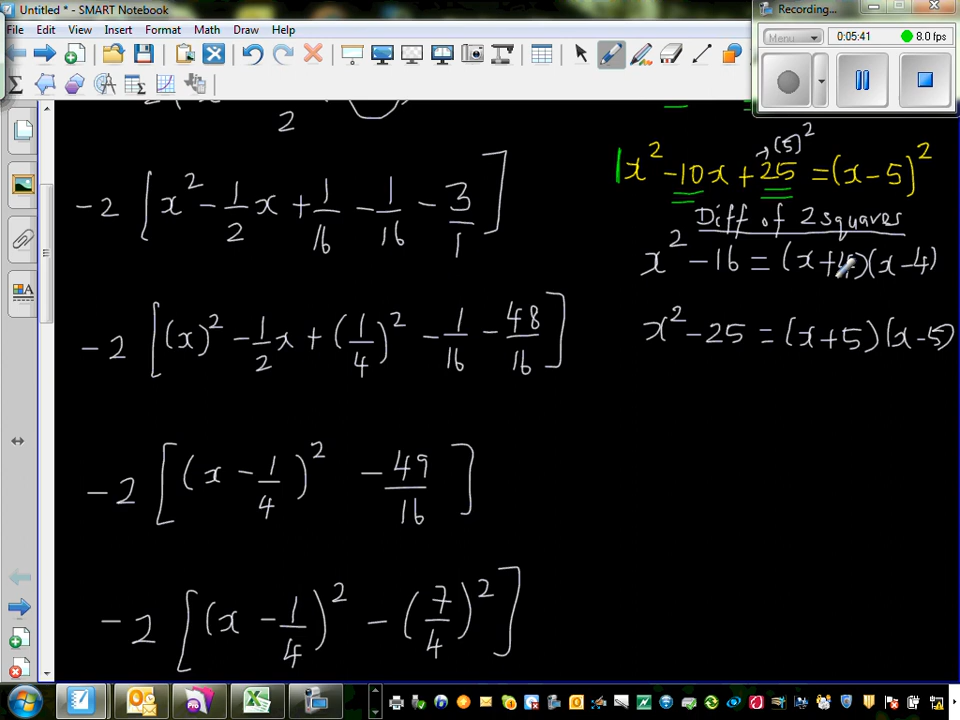 Untitled * - SMART Notebook
File Edit View Insert Format Math Draw Help
Recording...
Menu 0:05:41 8.0 fps
2
-2 [x² - 1/2 x + 1/16 - 1/16 - 3/1]
-2 [(x)² - 1/2 x + (1/4)² - 1/16 - 48/16]
-2 [(x - 1/4)² - 49/16]
-2 [(x - 1/4)² - (7/4)²]
→ (5)²
1x² - 10x + 25 = (x - 5)²
Diff of 2 squares
x² - 16 = (x + 4)(x - 4)
x² - 25 = (x + 5)(x - 5)